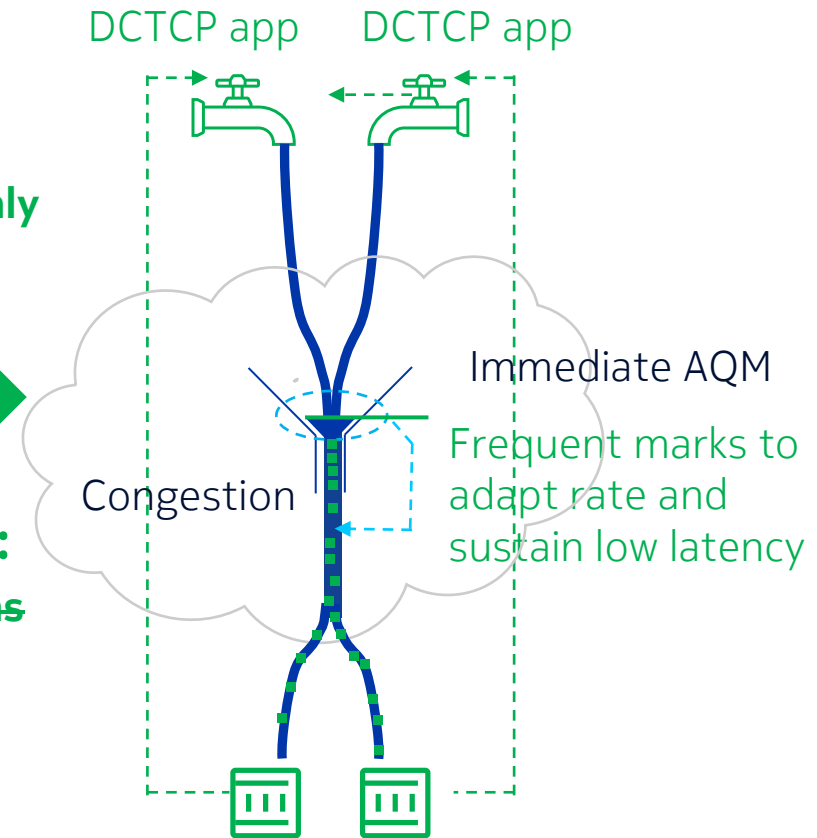 DCTCP app DCTCP app
Immediate AQM
Frequent marks to
adapt rate and
sustain low latency
Congestion
: